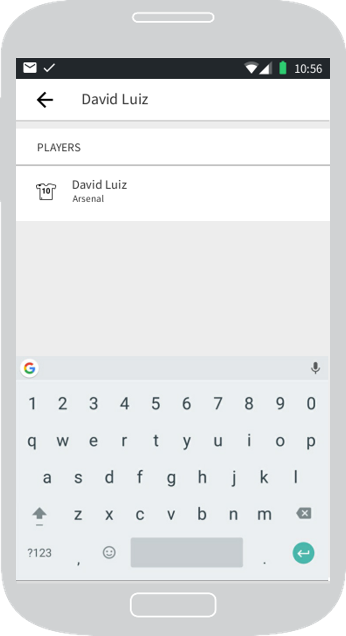 10:56
David Luiz
PLAYERS
10
David Luiz
Arsenal
G
1 2 3 4 5 6 7 8 9 0
q w e r t y u i o p
a s d f g h j k l
z x c v b n m
?123 , .